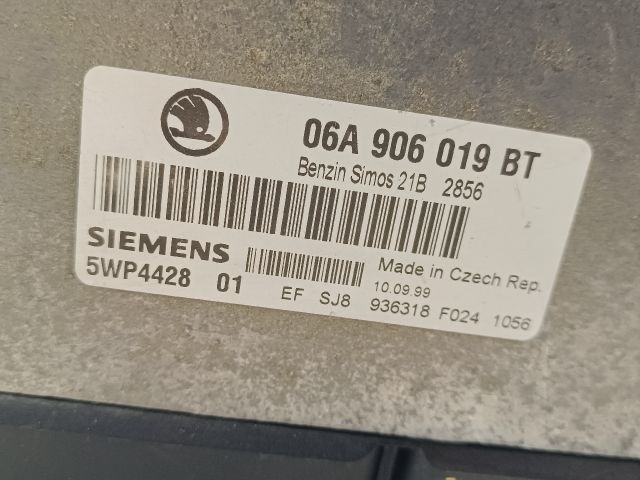 06A 906 019 BT
Benzin Simos 21B 2856
SIEMENS
5WP4428 01
Made in Czech Rep.
10.09.99
EF SJ8 936318 F024 1056